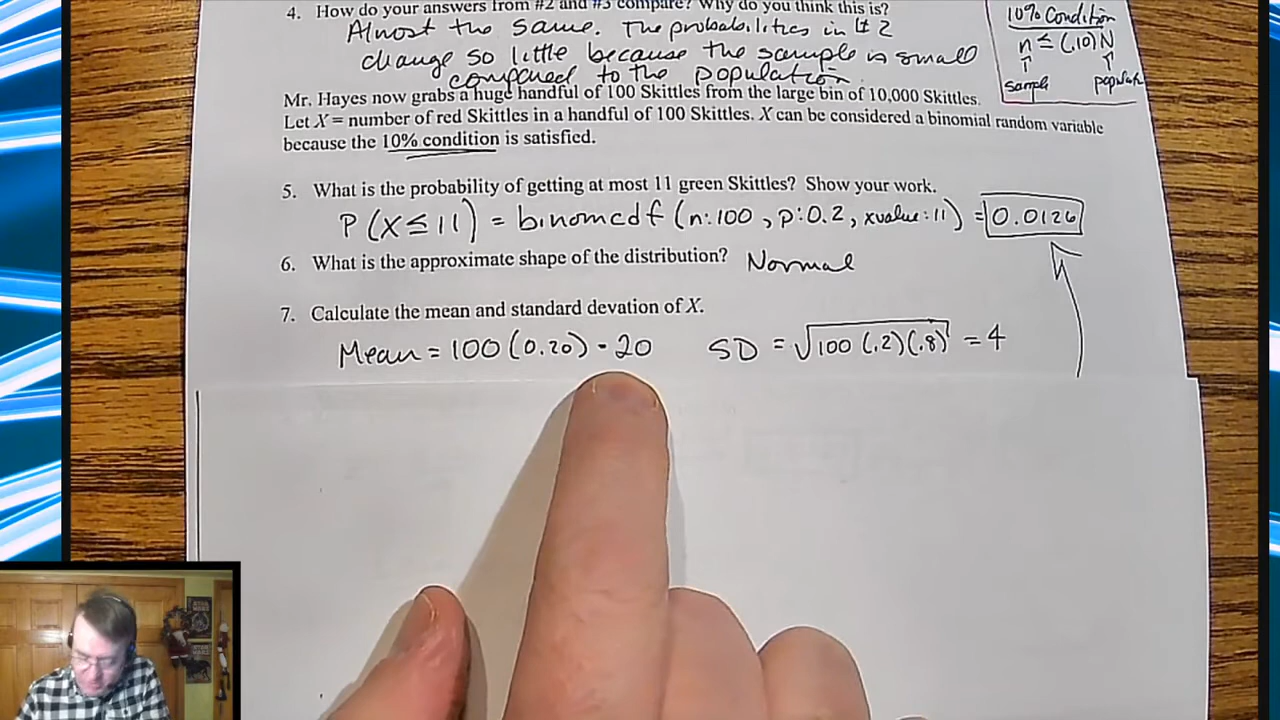 4. How do your answers from #2 and #3 compare? Why do you think this is?
Almost the same. The probabilities in #2
change so little because the sample is small
compared to the population.
10% Condition
n ≤ (.10)N
sample
population
Mr. Hayes now grabs a huge handful of 100 Skittles from the large bin of 10,000 Skittles.
Let X = number of red Skittles in a handful of 100 Skittles. X can be considered a binomial random variable
because the 10% condition is satisfied.
5. What is the probability of getting at most 11 green Skittles? Show your work.
P(X ≤ 11) = binomcdf (n:100, p:0.2, xvalue:11) = 0.0126
6. What is the approximate shape of the distribution? Normal
7. Calculate the mean and standard devation of X.
Mean = 100(0.20) = 20 SD = √100(.2)(.8) = 4